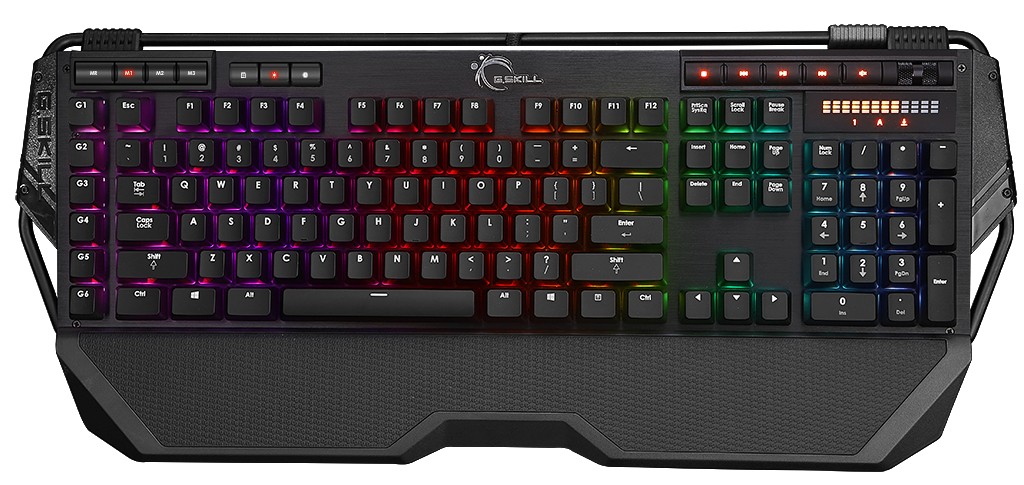 MR M1 M2 M3
G.SKILL
G.SKILL
G1 Esc F1 F2 F3 F4 F5 F6 F7 F8 F9 F10 F11 F12 PrtScn SysRq Scroll Lock Pause Break
1 A
G2 ~ ` ! 1 @ 2 # 3 $ 4 % 5 ^ 6 & 7 * 8 ( 9 ) 0 _ - + = ← Insert Home Page Up Num Lock / * −
G3 Tab Q W E R T Y U I O P { [ } ] | \ Delete End Page Down 7 Home 8 ↑ 9 PgUp +
G4 Caps Lock A S D F G H J K L : ; " ' Enter 4 ← 5 6 →
G5 Shift Z X C V B N M < , > . ? / Shift ▲ 1 End 2 ↓ 3 PgDn Enter
G6 Ctrl Alt Alt Ctrl ◀ ▼ ▶ 0 Ins . Del